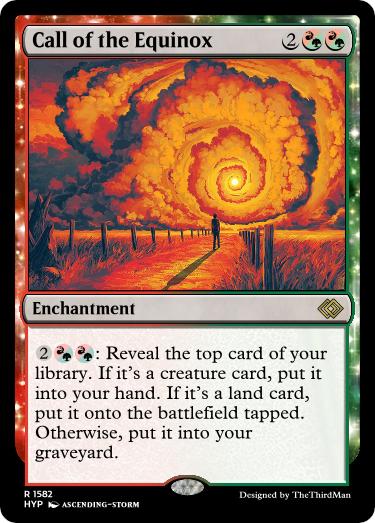 Call of the Equinox 2
Enchantment
2 : Reveal the top card of your
library. If it's a creature card, put it
into your hand. If it's a land card,
put it onto the battlefield tapped.
Otherwise, put it into your
graveyard.
R 1582
HYP ASCENDING-STORM
Designed by TheThirdMan